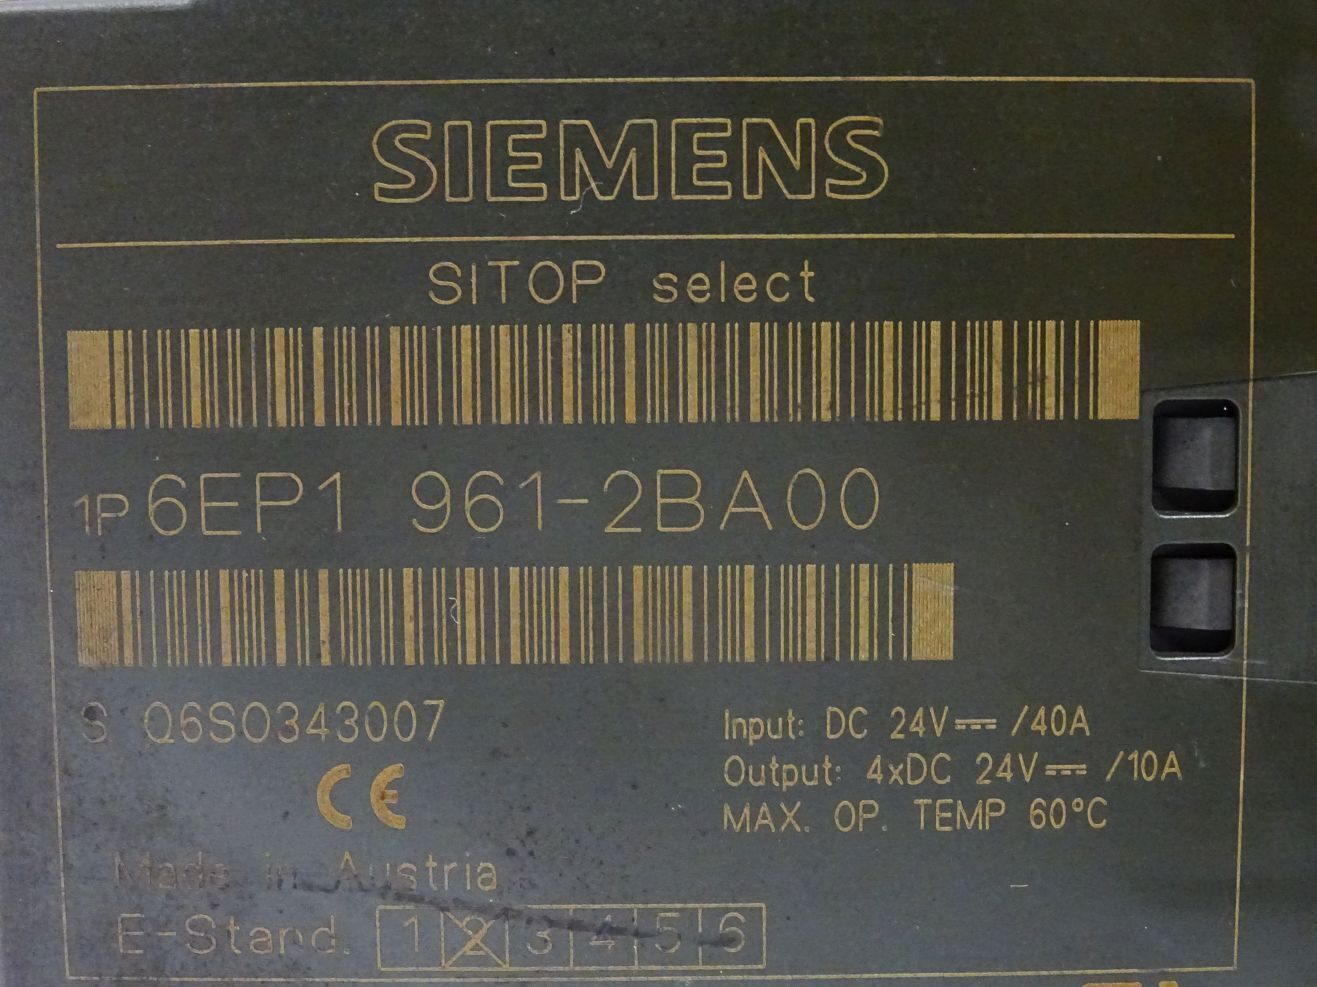 SIEMENS
SITOP select
1P 6EP1 961-2BA00
S Q6S0343007
Input: DC 24V⎓ /40A
Output: 4xDC 24V⎓ /10A
MAX. OP. TEMP 60°C
CE
Made in Austria
E-Stand. 1 2 3 4 5 6